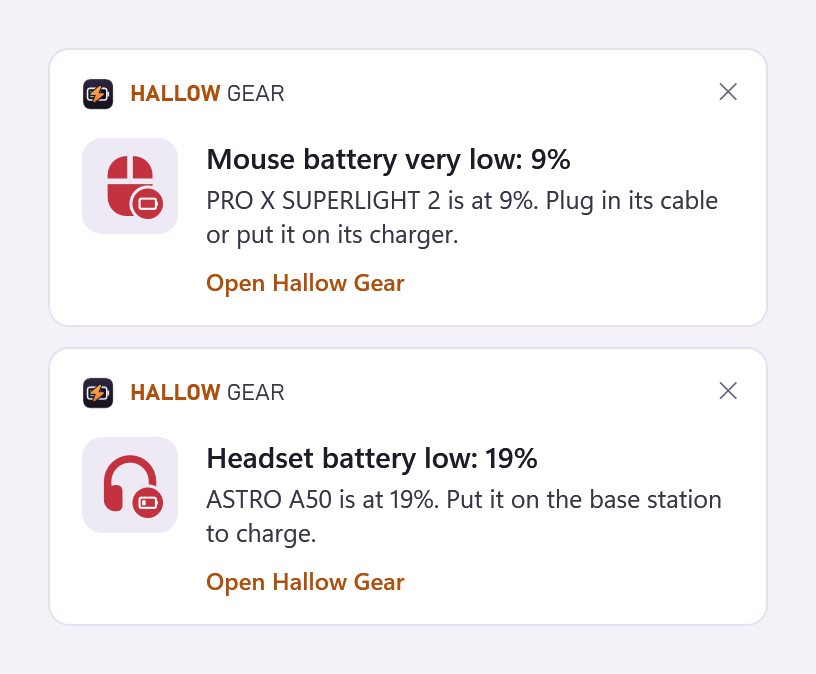 HALLOW GEAR
Mouse battery very low: 9%
PRO X SUPERLIGHT 2 is at 9%. Plug in its cable
or put it on its charger.
Open Hallow Gear
HALLOW GEAR
Headset battery low: 19%
ASTRO A50 is at 19%. Put it on the base station
to charge.
Open Hallow Gear